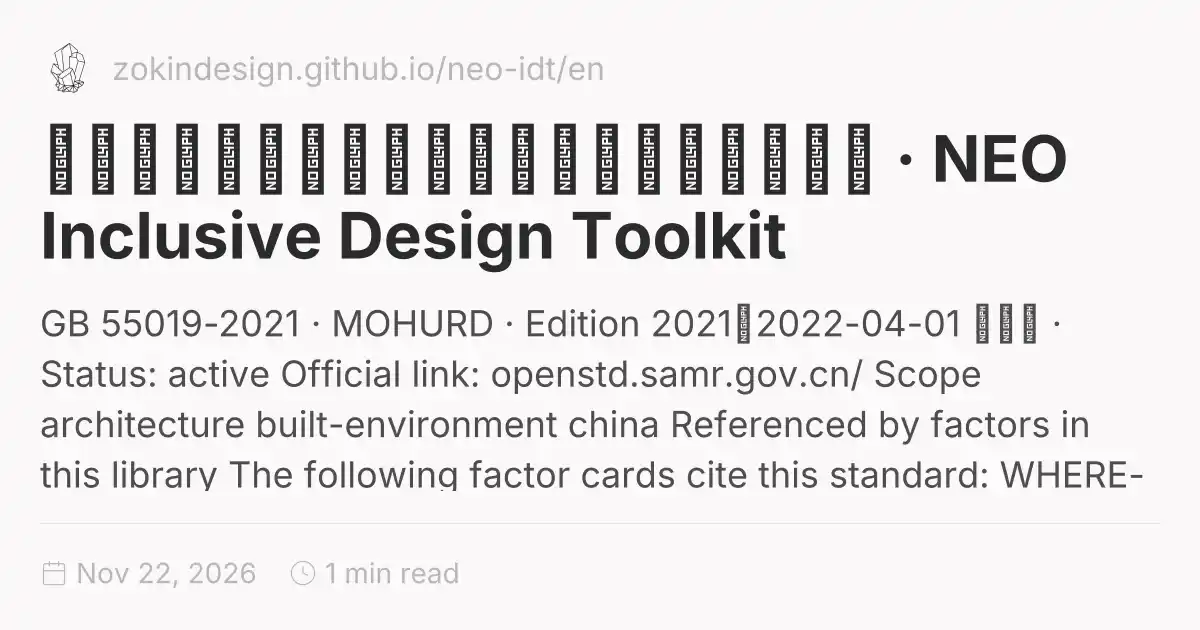 zokindesign.github.io/neo-idt/en
· NEO
Inclusive Design Toolkit
GB 55019-2021 · MOHURD · Edition 2021 2022-04-01 ·
Status: active Official link: openstd.samr.gov.cn/ Scope
architecture built-environment china Referenced by factors in
this library The following factor cards cite this standard: WHERE-
Nov 22, 2026 1 min read